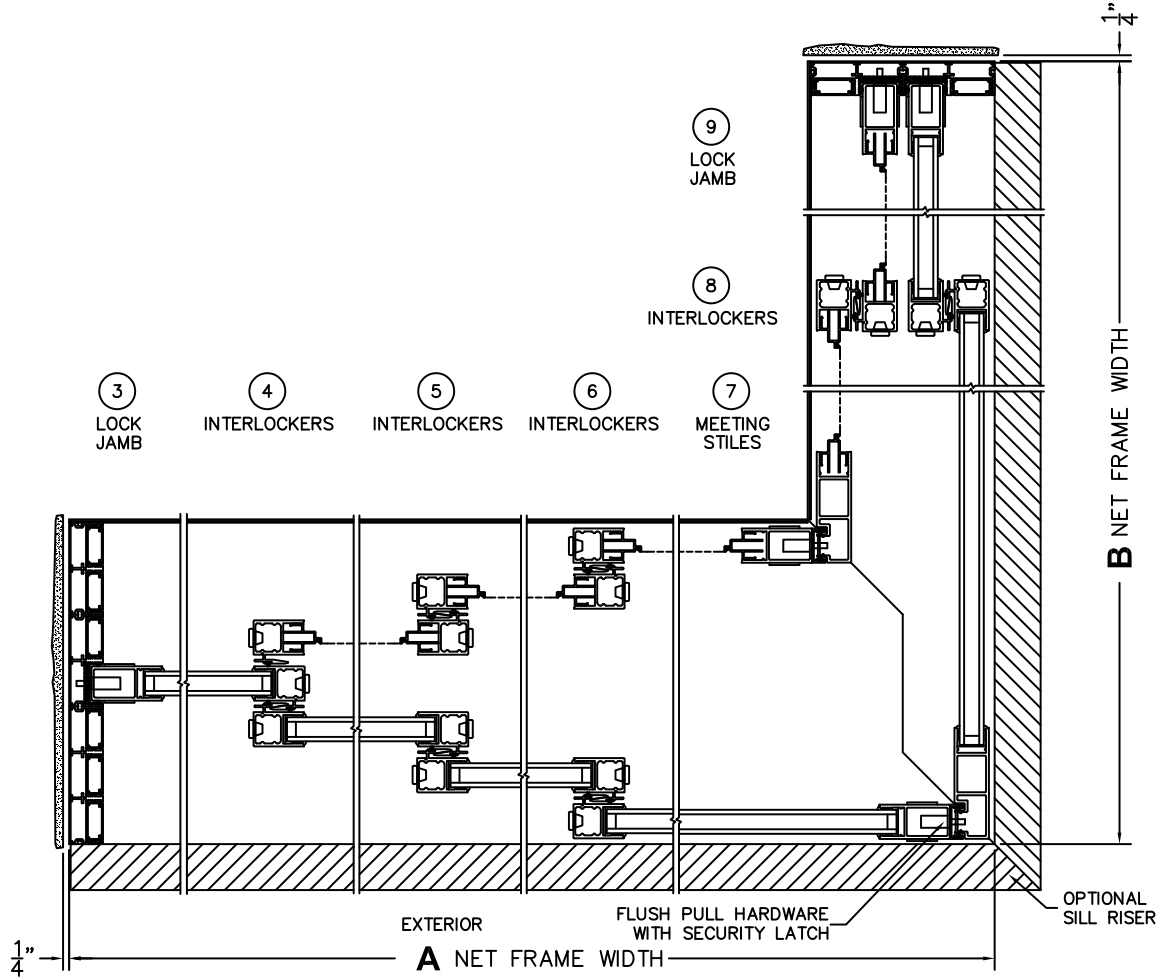 1"
4
9
LOCK
JAMB
8
INTERLOCKERS
3
LOCK
JAMB
4
INTERLOCKERS
5
INTERLOCKERS
6
INTERLOCKERS
7
MEETING
STILES
B NET FRAME WIDTH
EXTERIOR
FLUSH PULL HARDWARE
WITH SECURITY LATCH
OPTIONAL
SILL RISER
1"
4
A NET FRAME WIDTH